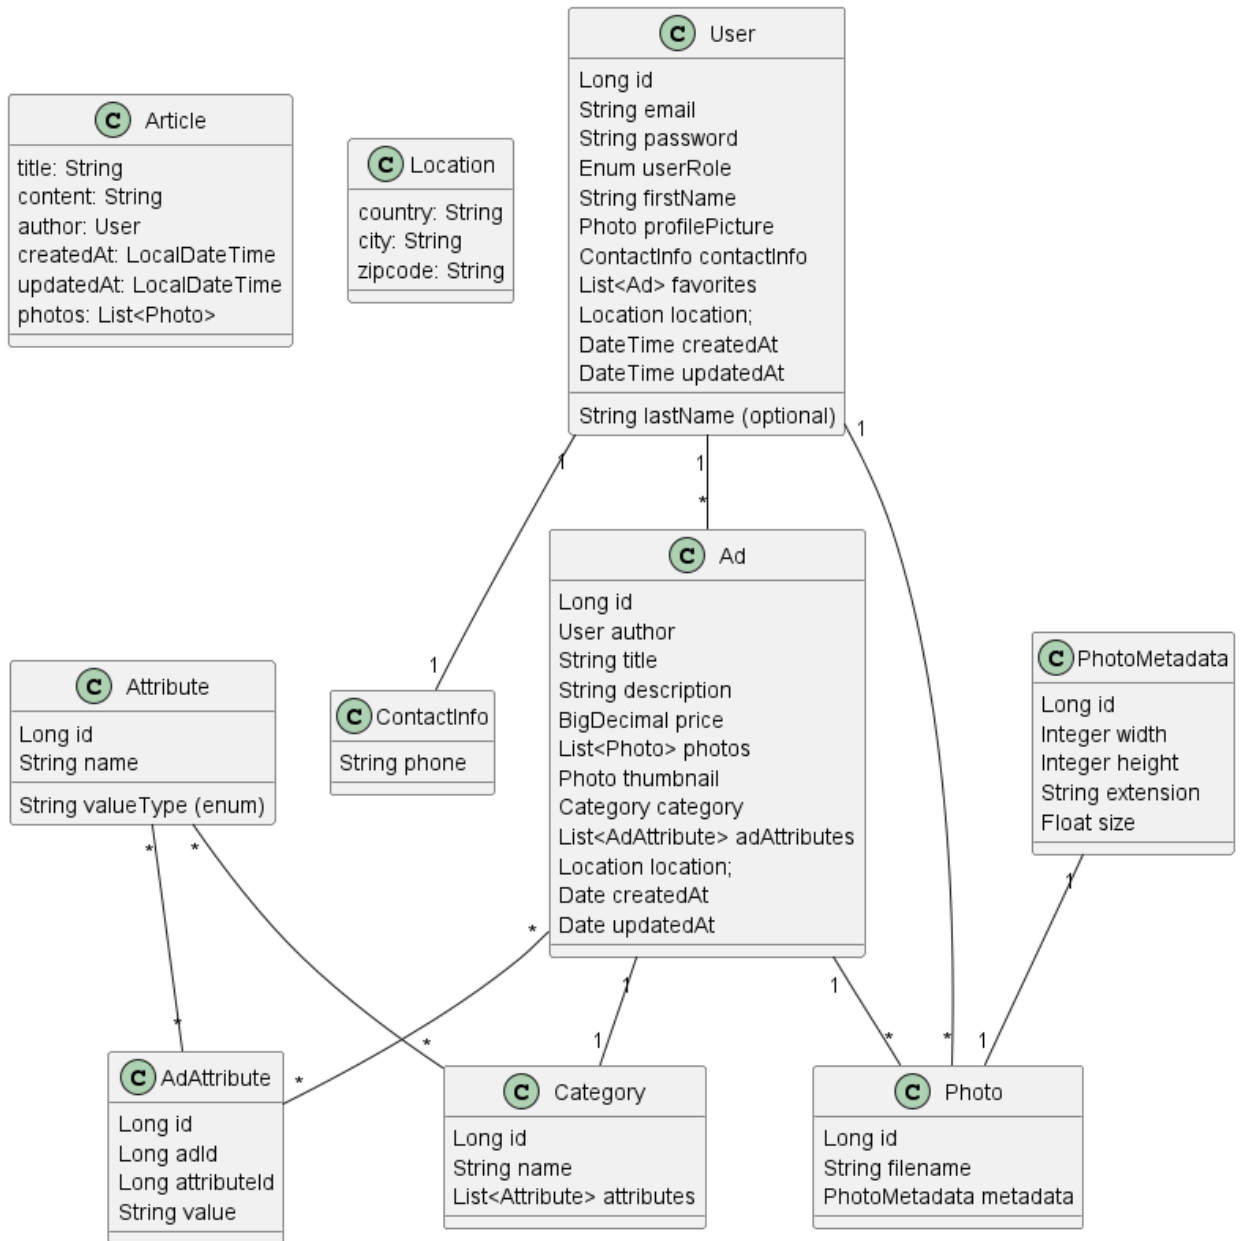 C User
Long id
String email
String password
Enum userRole
String firstName
Photo profilePicture
ContactInfo contactInfo
List<Ad> favorites
Location location;
DateTime createdAt
DateTime updatedAt
String lastName (optional)
C Article
title: String
content: String
author: User
createdAt: LocalDateTime
updatedAt: LocalDateTime
photos: List<Photo>
C Location
country: String
city: String
zipcode: String
1
1
1
*
1
C Ad
Long id
User author
String title
String description
BigDecimal price
List<Photo> photos
Photo thumbnail
Category category
List<AdAttribute> adAttributes
Location location;
Date createdAt
Date updatedAt
C Attribute
Long id
String name
String valueType (enum)
C ContactInfo
String phone
C PhotoMetadata
Long id
Integer width
Integer height
String extension
Float size
*
*
1
*
1
1
*
*
1
*
*
1
*
C AdAttribute
Long id
Long adId
Long attributeId
String value
C Category
Long id
String name
List<Attribute> attributes
C Photo
Long id
String filename
PhotoMetadata metadata
1